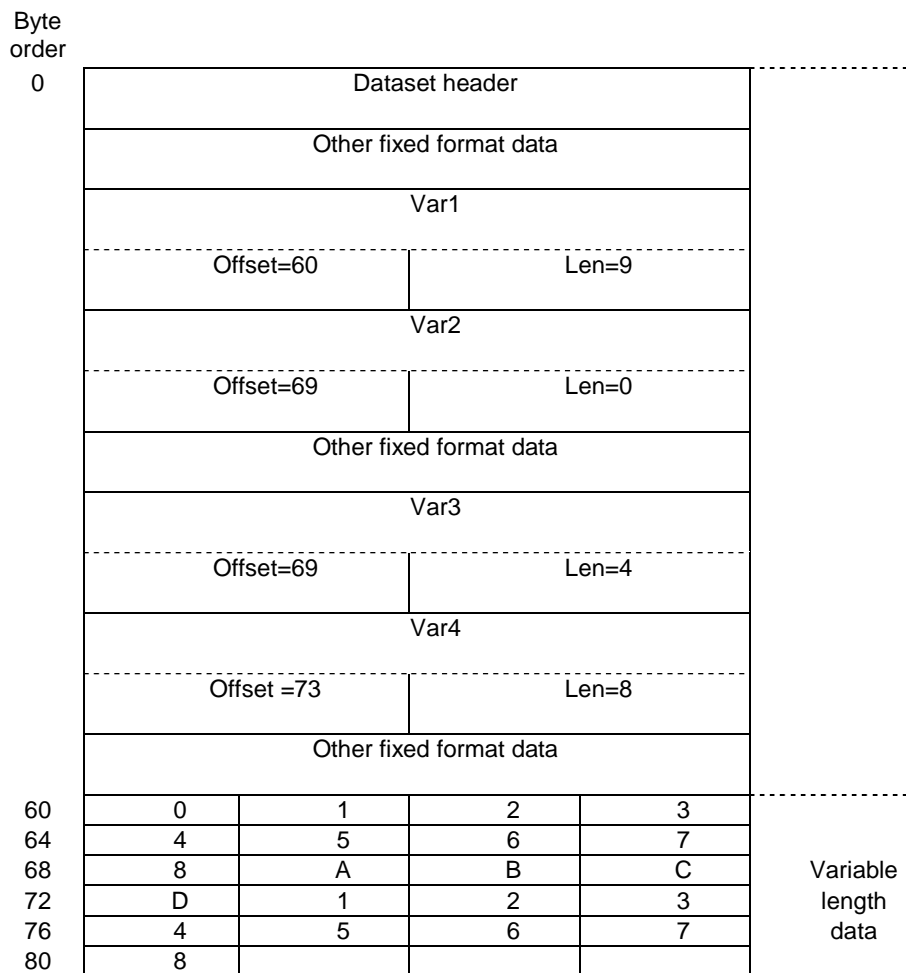 Byte
order
0 Dataset header
Other fixed format data
Var1
Offset=60 Len=9
Var2
Offset=69 Len=0
Other fixed format data
Var3
Offset=69 Len=4
Var4
Offset =73 Len=8
Other fixed format data
60 0 1 2 3
64 4 5 6 7
68 8 A B C Variable
72 D 1 2 3 length
76 4 5 6 7 data
80 8